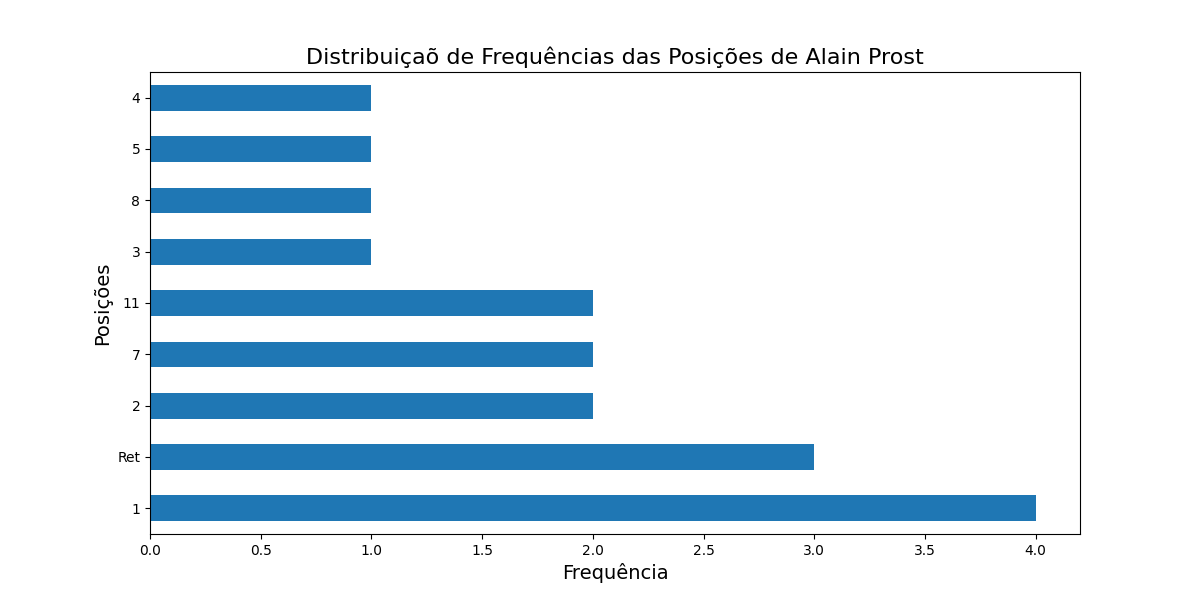 Distribuiçaõ de Frequências das Posições de Alain Prost
Posições
4
5
8
3
11
7
2
Ret
1
0.0 0.5 1.0 1.5 2.0 2.5 3.0 3.5 4.0
Frequência